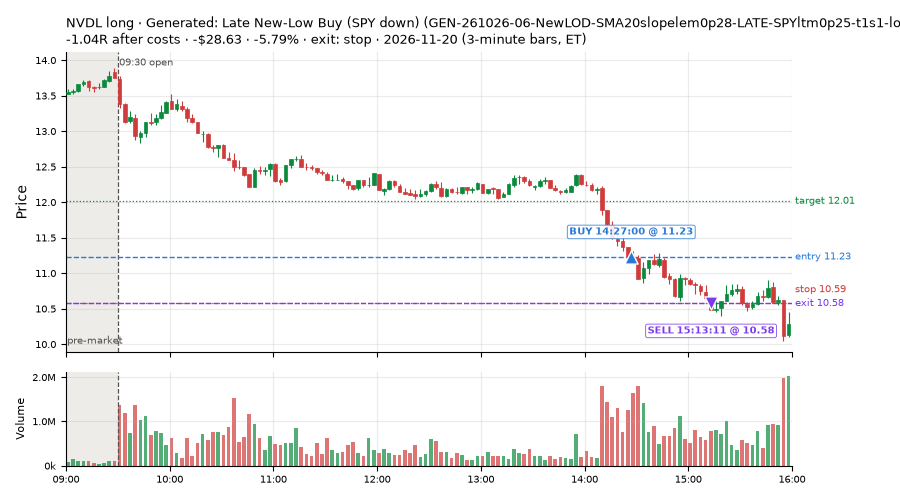 NVDL long · Generated: Late New-Low Buy (SPY down) (GEN-261026-06-NewLOD-SMA20slopelem0p28-LATE-SPYltm0p25-t1s1-lo
-1.04R after costs · -$28.63 · -5.79% · exit: stop · 2026-11-20 (3-minute bars, ET)
09:30 open
14.0
13.5
13.0
12.5
12.0
11.5
11.0
10.5
10.0
Price
target 12.01
BUY 14:27:00 @ 11.23
entry 11.23
stop 10.59
exit 10.58
SELL 15:13:11 @ 10.58
pre-market
2.0M
1.0M
0k
Volume
09:00
10:00
11:00
12:00
13:00
14:00
15:00
16:00